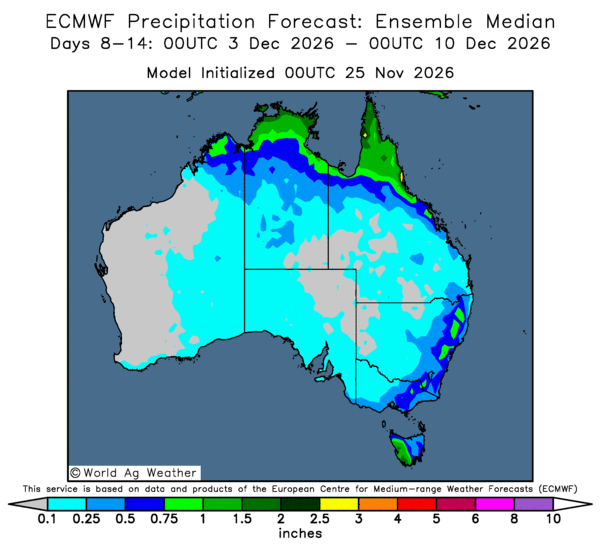 ECMWF Precipitation Forecast: Ensemble Median
Days 8–14: 00UTC 3 Dec 2026 – 00UTC 10 Dec 2026
Model Initialized 00UTC 25 Nov 2026
© World Ag Weather
This service is based on data and products of the European Centre for Medium-range Weather Forecasts (ECMWF)
0.1 0.25 0.5 0.75 1 1.5 2 2.5 3 4 5 6 8 10
inches